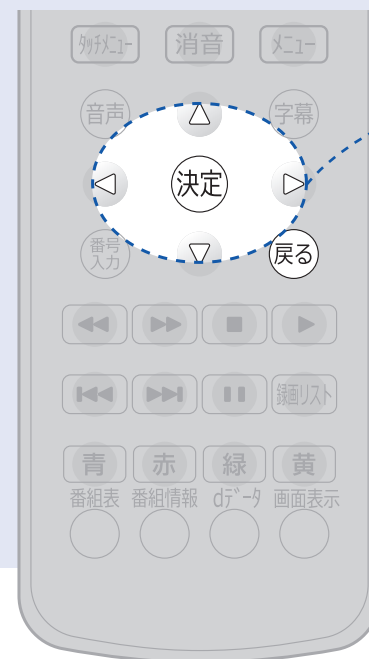 ﾀｯﾁﾒﾆｭｰ 消音 ﾒﾆｭｰ
音声 字幕
決定
番号
入力
戻る
録画ﾘｽﾄ
青 赤 緑 黄
番組表 番組情報 dﾃﾞｰﾀ 画面表示